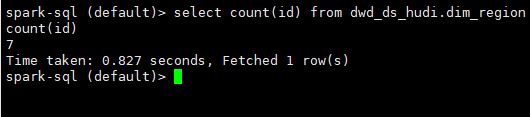 spark-sql (default)> select count(id) from dwd_ds_hudi.dim_region
count(id)
7
Time taken: 0.827 seconds, Fetched 1 row(s)
spark-sql (default)>